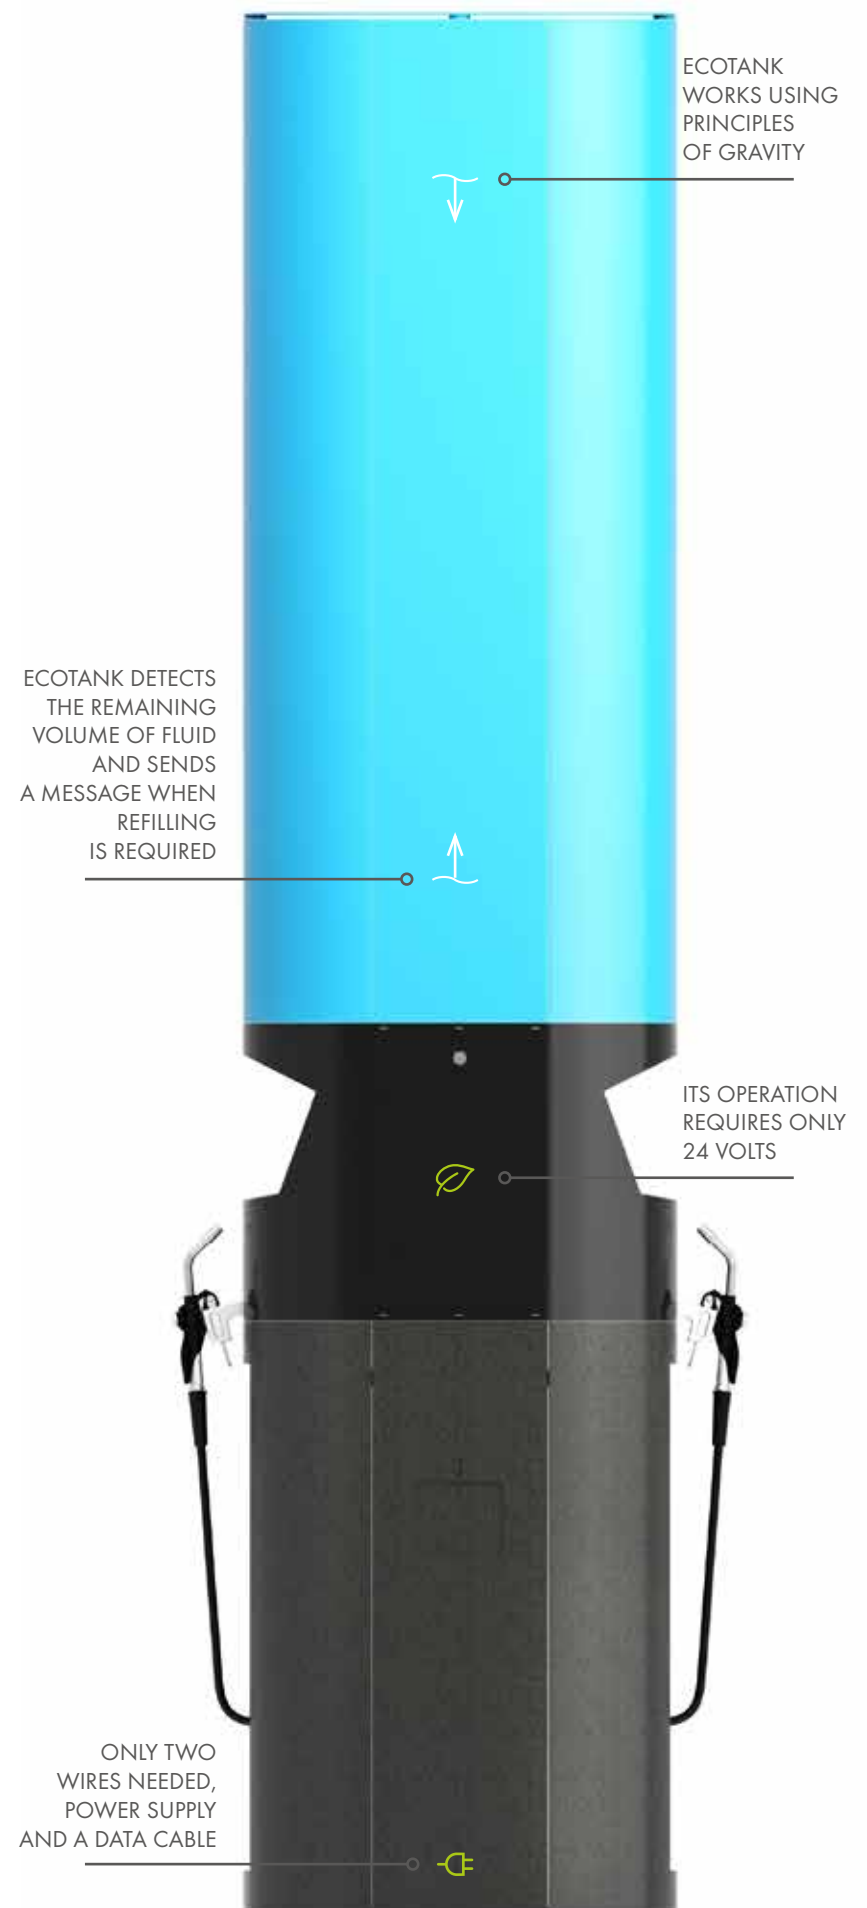 ECOTANK
WORKS USING
PRINCIPLES
OF GRAVITY
ECOTANK DETECTS
THE REMAINING
VOLUME OF FLUID
AND SENDS
A MESSAGE WHEN
REFILLING
IS REQUIRED
ITS OPERATION
REQUIRES ONLY
24 VOLTS
ONLY TWO
WIRES NEEDED,
POWER SUPPLY
AND A DATA CABLE